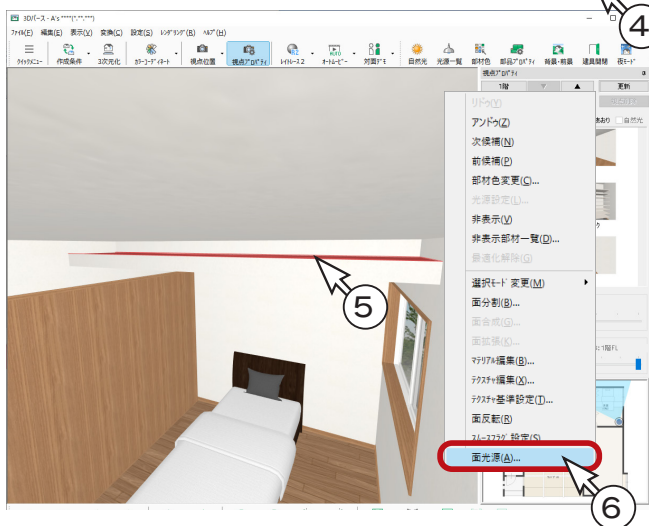 3Dパース - A's ****(*.**,***)
④
ファイル(F) 編集(E) 表示(V) 変換(C) 設定(S) レンダリング(R) ヘルプ(H)
クイックメニュー 作成条件 3次元化 カラーコーディネート 視点位置 視点プロパティ レイトレース2 オートムービー 対面デモ 自然光 光源一覧 部材色 部品プロパティ 背景・前景 建具開閉 夜モード
視点プロパティ
1階 ▼ ▲ 更新
自然光
リドゥ(Y)
アンドゥ(Z)
次候補(N)
前候補(P)
部材色変更(C)...
光源設定(L)...
非表示(V)
非表示部材一覧(D)...
最適化解除(G)
選択モード変更(M)
面分割(B)...
面合成(G)...
面拡張(K)...
マテリアル編集(B)...
テクスチャ編集(X)...
テクスチャ基準設定(T)...
面反転(R)
スムースフラグ設定(S)
面光源(A)...
1階FL
⑤
⑥